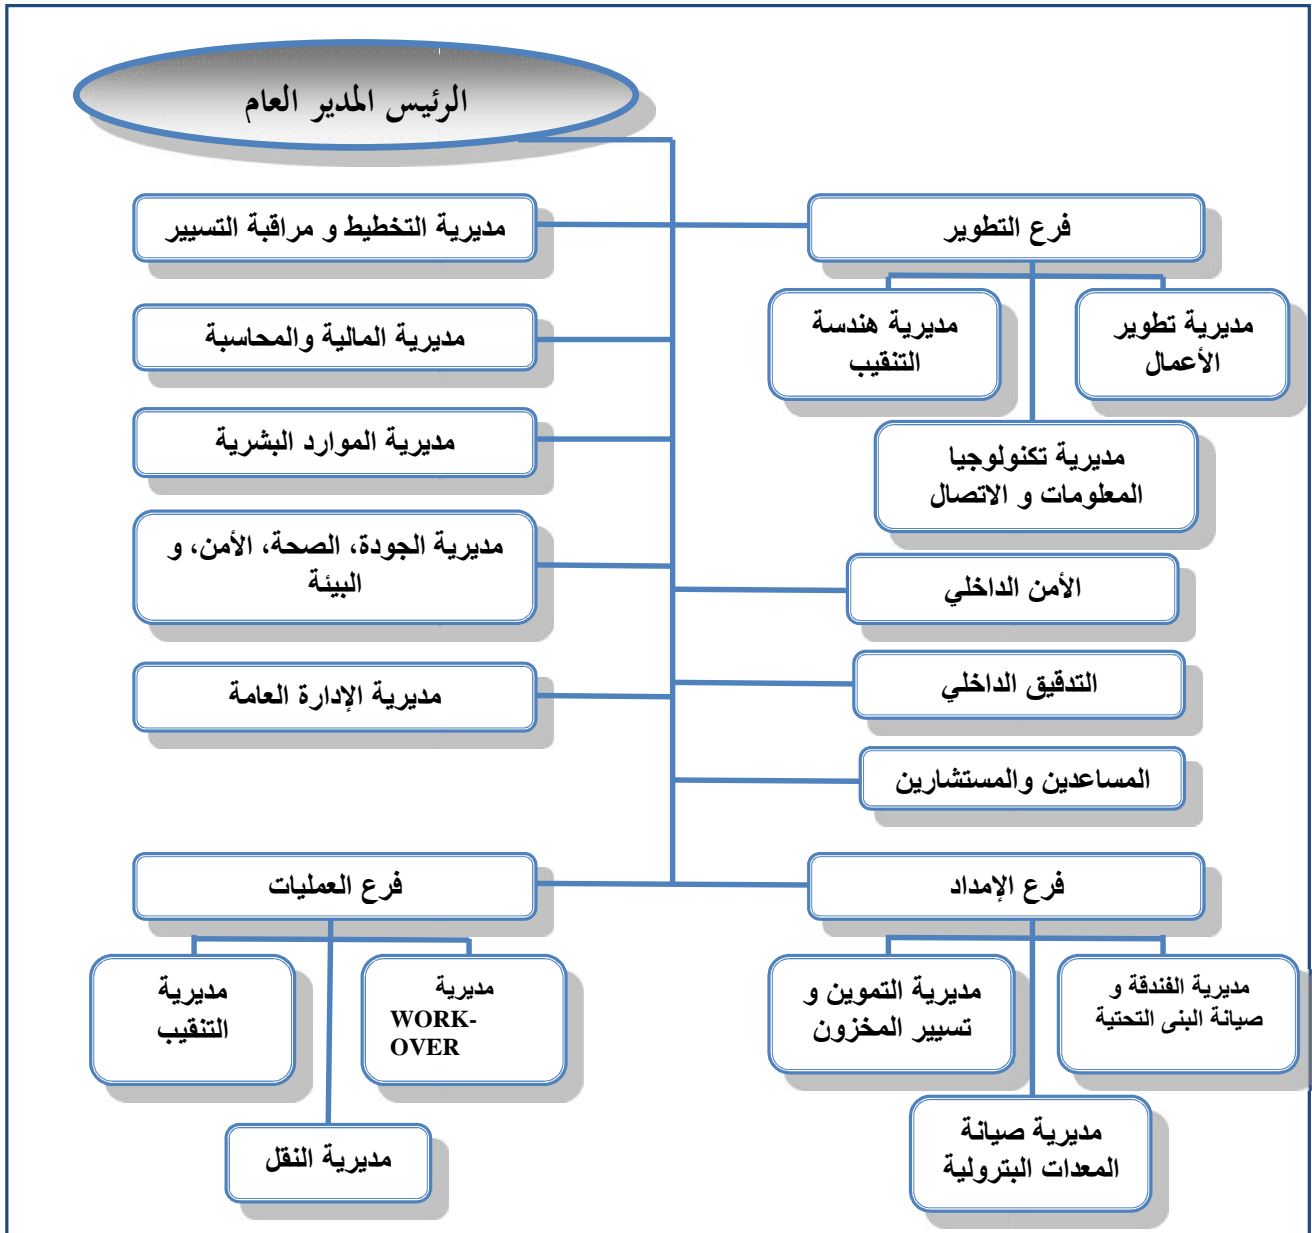 الرئيس المدير العام
فرع التطوير
مديرية التخطيط و مراقبة التسيير
مديرية تطوير
الأعمال
مديرية هندسة
التنقيب
مديرية المالية والمحاسبة
مديرية تكنولوجيا
المعلومات و الاتصال
مديرية الموارد البشرية
مديرية الجودة، الصحة، الأمن، و
البيئة
الأمن الداخلي
التدقيق الداخلي
مديرية الإدارة العامة
المساعدين والمستشارين
فرع الإمداد
فرع العمليات
مديرية الفندقة و
صيانة البنى التحتية
مديرية التموين و
تسيير المخزون
مديرية
WORK-
OVER
مديرية
التنقيب
مديرية صيانة
المعدات البترولية
مديرية النقل